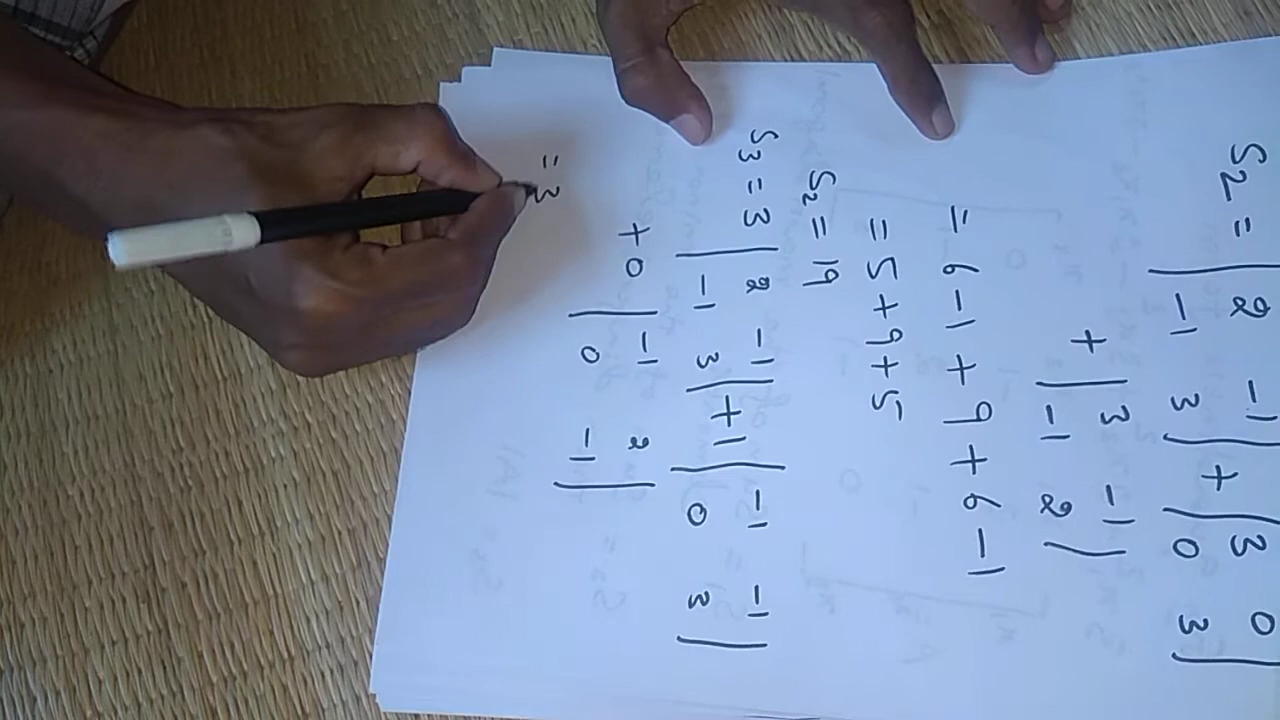 S2 = | 2 -1 | + | 3 0 |
| -1 3 | | 0 3 |
+ | 3 -1 |
| -1 2 |
= 6 - 1 + 9 + 6 - 1
= 5 + 9 + 5
S2 = 19
S3 = 3 | 2 -1 | + 1 | -1 -1 |
| -1 3 | | 0 3 |
+ 0 | -1 2 |
| 0 -1 |
= 3